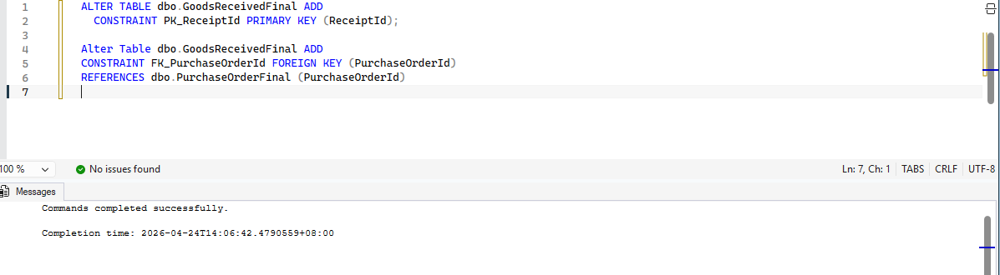 1 ALTER TABLE dbo.GoodsReceivedFinal ADD
2 CONSTRAINT PK_ReceiptId PRIMARY KEY (ReceiptId);
3
4 Alter Table dbo.GoodsReceivedFinal ADD
5 CONSTRAINT FK_PurchaseOrderId FOREIGN KEY (PurchaseOrderId)
6 REFERENCES dbo.PurchaseOrderFinal (PurchaseOrderId)
7
100 % No issues found Ln: 7, Ch: 1 TABS CRLF UTF-8
Messages
Commands completed successfully.
Completion time: 2026-04-24T14:06:42.4790559+08:00